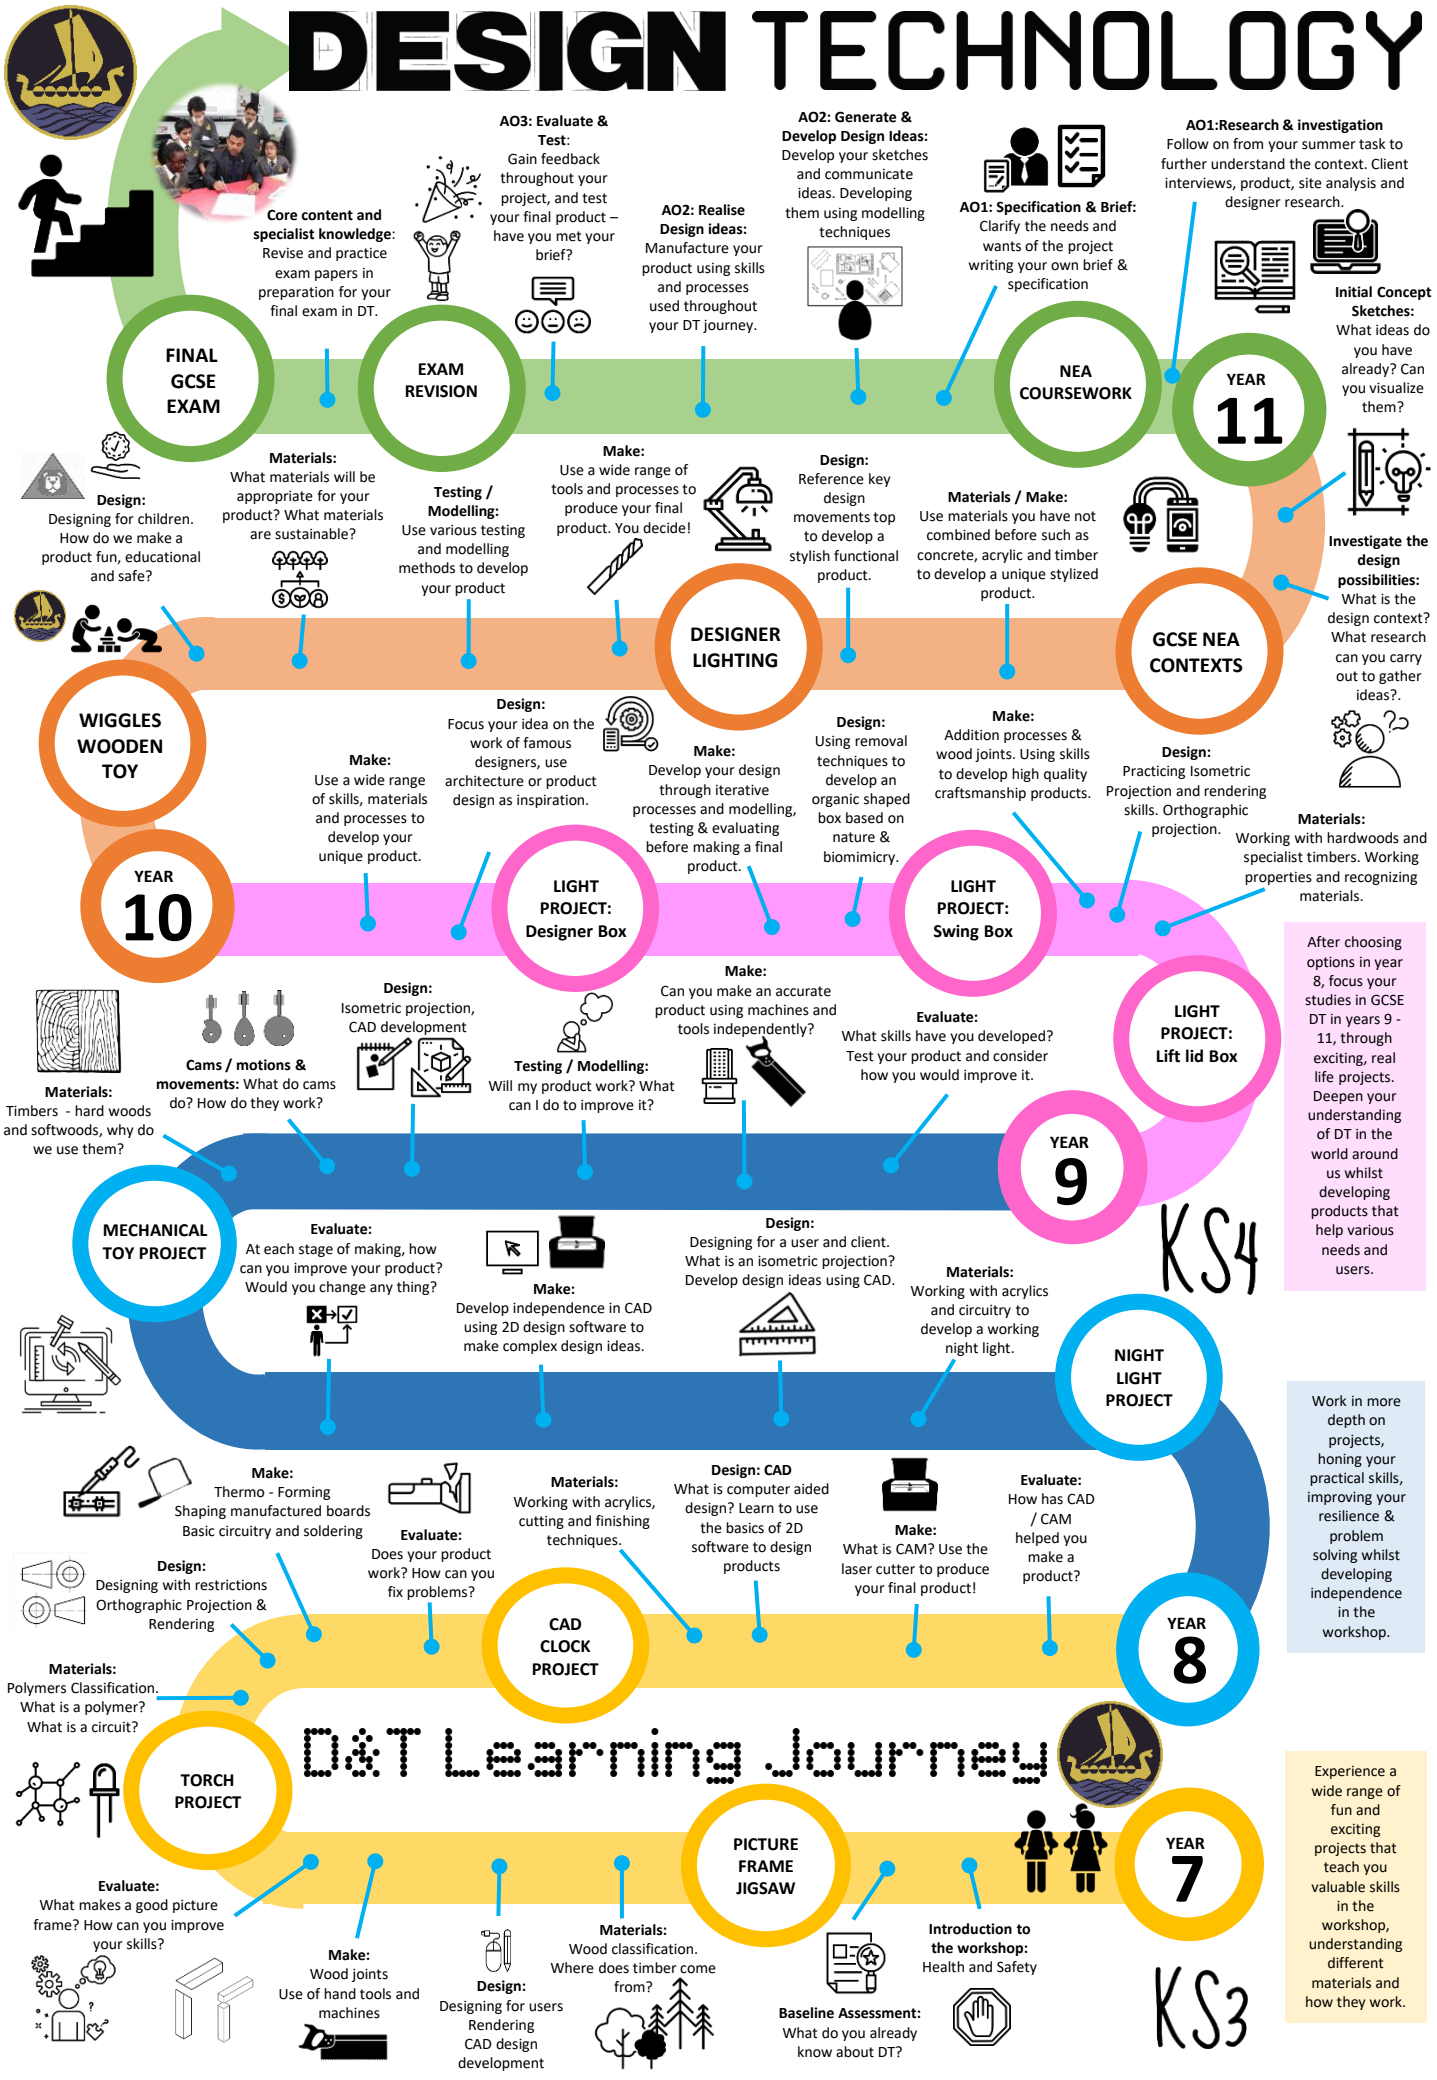 DESIGN TECHNOLOGY
AO1:Research & investigation
Follow on from your summer task to
further understand the context. Client
interviews, product, site analysis and
designer research.
AO2: Generate &
Develop Design Ideas:
Develop your sketches
and communicate
ideas. Developing
them using modelling
techniques
AO3: Evaluate &
Test:
Gain feedback
throughout your
project, and test
your final product –
have you met your
brief?
AO1: Specification & Brief:
Clarify the needs and
wants of the project
writing your own brief &
specification
AO2: Realise
Design ideas:
Manufacture your
product using skills
and processes
used throughout
your DT journey.
Core content and
specialist knowledge:
Revise and practice
exam papers in
preparation for your
final exam in DT.
Initial Concept
Sketches:
What ideas do
you have
already? Can
you visualize
them?
FINAL
GCSE
EXAM
EXAM
REVISION
NEA
COURSEWORK
YEAR
11
Design:
Designing for children.
How do we make a
product fun, educational
and safe?
Materials:
What materials will be
appropriate for your
product? What materials
are sustainable?
Testing /
Modelling:
Use various testing
and modelling
methods to develop
your product
Make:
Use a wide range of
tools and processes to
produce your final
product. You decide!
Design:
Reference key
design
movements top
to develop a
stylish functional
product.
Materials / Make:
Use materials you have not
combined before such as
concrete, acrylic and timber
to develop a unique stylized
product.
Investigate the
design
possibilities:
What is the
design context?
What research
can you carry
out to gather
ideas?.
DESIGNER
LIGHTING
GCSE NEA
CONTEXTS
WIGGLES
WOODEN
TOY
Make:
Use a wide range
of skills, materials
and processes to
develop your
unique product.
Design:
Focus your idea on the
work of famous
designers, use
architecture or product
design as inspiration.
Make:
Develop your design
through iterative
processes and modelling,
testing & evaluating
before making a final
product.
Design:
Using removal
techniques to
develop an
organic shaped
box based on
nature &
biomimicry.
Make:
Addition processes &
wood joints. Using skills
to develop high quality
craftsmanship products.
Design:
Practicing Isometric
Projection and rendering
skills. Orthographic
projection.
Materials:
Working with hardwoods and
specialist timbers. Working
properties and recognizing
materials.
YEAR
10
LIGHT
PROJECT:
Designer Box
LIGHT
PROJECT:
Swing Box
LIGHT
PROJECT:
Lift lid Box
After choosing
options in year
8, focus your
studies in GCSE
DT in years 9 -
11, through
exciting, real
life projects.
Deepen your
understanding
of DT in the
world around
us whilst
developing
products that
help various
needs and
users.
Materials:
Timbers - hard woods
and softwoods, why do
we use them?
Cams / motions &
movements: What do cams
do? How do they work?
Design:
Isometric projection,
CAD development
Testing / Modelling:
Will my product work? What
can I do to improve it?
Make:
Can you make an accurate
product using machines and
tools independently?
Evaluate:
What skills have you developed?
Test your product and consider
how you would improve it.
YEAR
9
KS4
MECHANICAL
TOY PROJECT
Evaluate:
At each stage of making, how
can you improve your product?
Would you change any thing?
Make:
Develop independence in CAD
using 2D design software to
make complex design ideas.
Design:
Designing for a user and client.
What is an isometric projection?
Develop design ideas using CAD.
Materials:
Working with acrylics
and circuitry to
develop a working
night light.
NIGHT
LIGHT
PROJECT
Work in more
depth on
projects,
honing your
practical skills,
improving your
resilience &
problem
solving whilst
developing
independence
in the
workshop.
Make:
Thermo - Forming
Shaping manufactured boards
Basic circuitry and soldering
Evaluate:
Does your product
work? How can you
fix problems?
Materials:
Working with acrylics,
cutting and finishing
techniques.
Design: CAD
What is computer aided
design? Learn to use
the basics of 2D
software to design
products
Make:
What is CAM? Use the
laser cutter to produce
your final product!
Evaluate:
How has CAD
/ CAM
helped you
make a
product?
Design:
Designing with restrictions
Orthographic Projection &
Rendering
CAD
CLOCK
PROJECT
YEAR
8
Materials:
Polymers Classification.
What is a polymer?
What is a circuit?
D&T Learning Journey
TORCH
PROJECT
PICTURE
FRAME
JIGSAW
YEAR
7
Experience a
wide range of
fun and
exciting
projects that
teach you
valuable skills
in the
workshop,
understanding
different
materials and
how they work.
Evaluate:
What makes a good picture
frame? How can you improve
your skills?
Make:
Wood joints
Use of hand tools and
machines
Design:
Designing for users
Rendering
CAD design
development
Materials:
Wood classification.
Where does timber come
from?
Baseline Assessment:
What do you already
know about DT?
Introduction to
the workshop:
Health and Safety
KS3